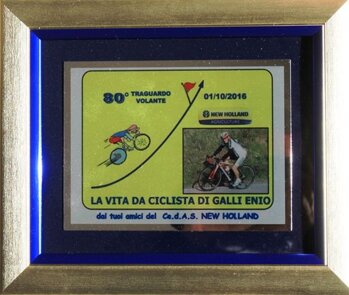 80° TRAGUARDO
VOLANTE
01/10/2016
NEW HOLLAND
AGRICULTURE
LA VITA DA CICLISTA DI GALLI ENIO
dai tuoi amici del Ce.d.A.S. NEW HOLLAND